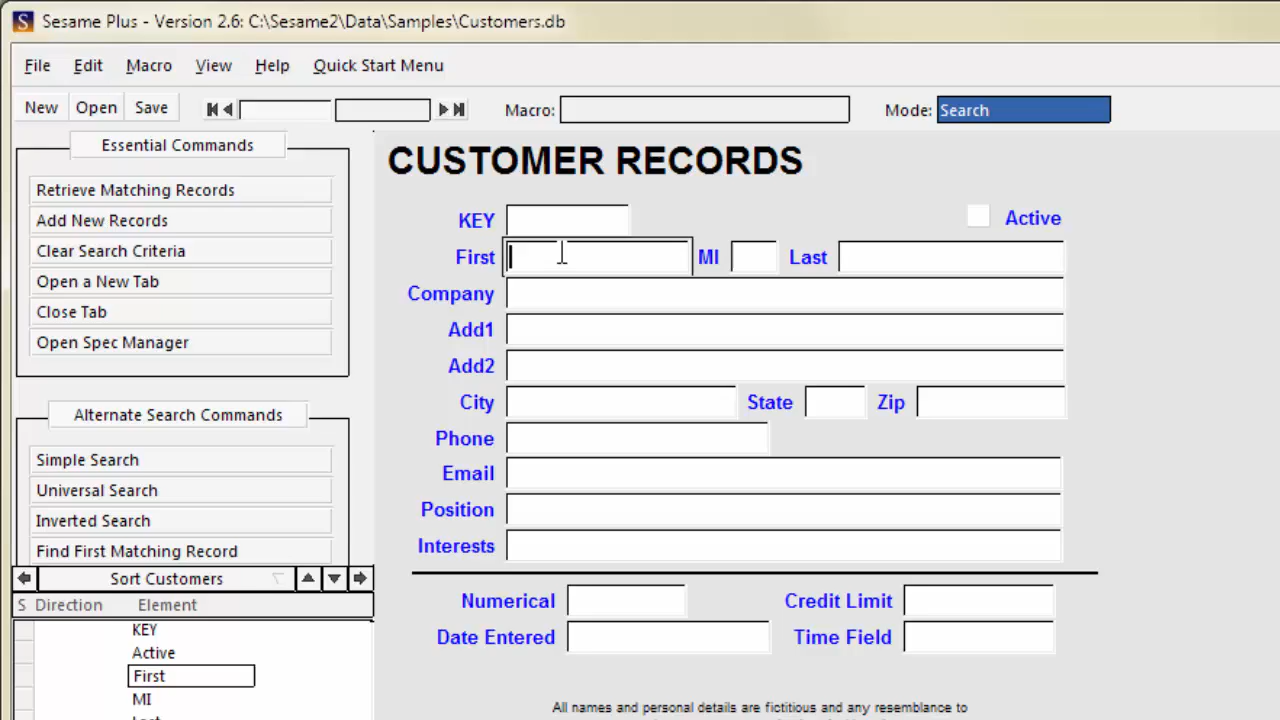 Sesame Plus - Version 2.6: C:\Sesame2\Data\Samples\Customers.db
File Edit Macro View Help Quick Start Menu
New Open Save Macro: Mode: Search
Essential Commands
Retrieve Matching Records
Add New Records
Clear Search Criteria
Open a New Tab
Close Tab
Open Spec Manager
Alternate Search Commands
Simple Search
Universal Search
Inverted Search
Find First Matching Record
Sort Customers
S Direction Element
KEY
Active
First
MI
Last
CUSTOMER RECORDS
KEY Active
First MI Last
Company
Add1
Add2
City State Zip
Phone
Email
Position
Interests
Numerical Credit Limit
Date Entered Time Field
All names and personal details are fictitious and any resemblance to